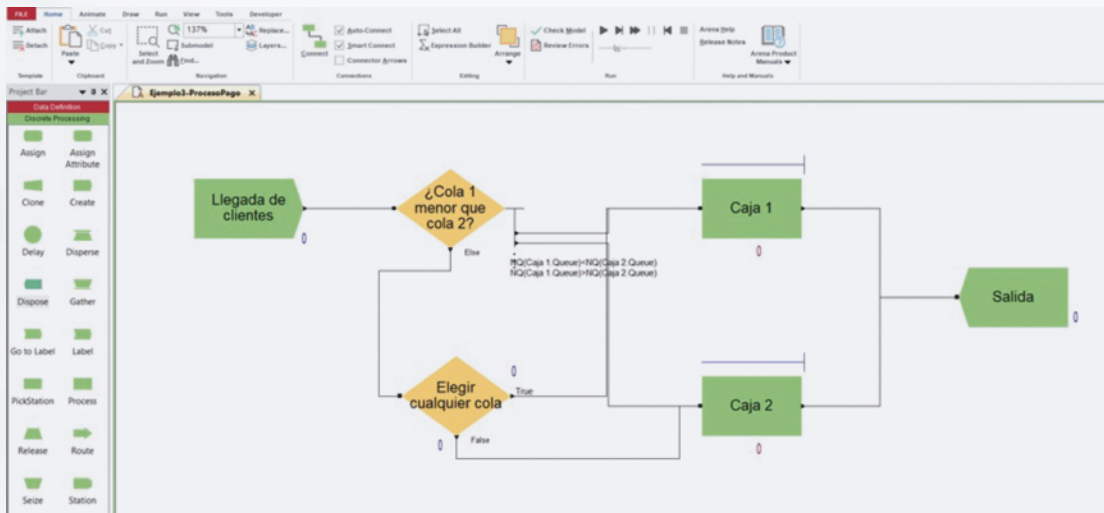 FILE Home Animate Draw Run View Tools Developer
Attach
Detach
Template
Paste
Cut
Copy
Clipboard
Select and Zoom
137%
Submodel
Find...
Replace...
Layers...
Navigation
Connect
Auto-Connect
Smart Connect
Connector Arrows
Connections
Select All
Expression Builder
Editing
Arrange
Check Model
Review Errors
Run
Arena Help
Release Notes
Arena Product Manuals
Help and Manuals
Project Bar
Ejemplo3-ProcesoPago
Data Definition
Discrete Processing
Assign
Assign Attribute
Clone
Create
Delay
Disperse
Dispose
Gather
Go to Label
Label
PickStation
Process
Release
Route
Seize
Station
Llegada de
clientes
0
¿Cola 1
menor que
cola 2?
Else
NQ(Caja 1.Queue)<NQ(Caja 2.Queue)
NQ(Caja 1.Queue)>NQ(Caja 2.Queue)
Caja 1
0
Salida
0
Elegir
cualquier cola
0
True
0
False
Caja 2
0